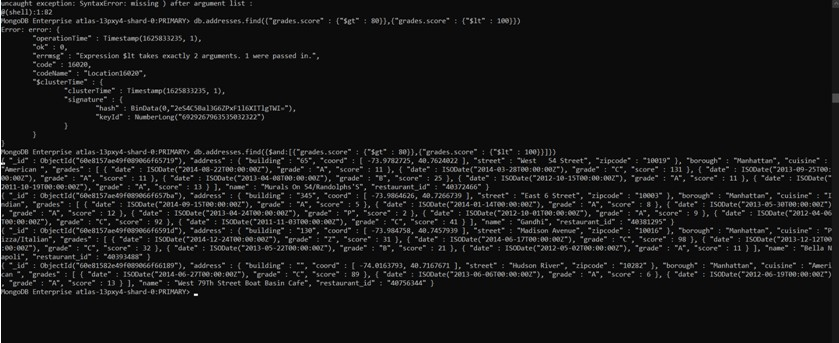 uncaught exception: SyntaxError: missing ) after argument list :
@(shell):1:82
MongoDB Enterprise atlas-13pxy4-shard-0:PRIMARY> db.addresses.find({"grades.score" : {"$gt" : 80}},{"grades.score" : {"$lt" : 100}})
Error: error: {
"operationTime" : Timestamp(1625833235, 1),
"ok" : 0,
"errmsg" : "Expression $lt takes exactly 2 arguments. 1 were passed in.",
"code" : 16020,
"codeName" : "Location16020",
"$clusterTime" : {
"clusterTime" : Timestamp(1625833235, 1),
"signature" : {
"hash" : BinData(0,
"keyId" : NumberLong("6929267963535032322")
}
}
}
MongoDB Enterprise atlas-13pxy4-shard-0:PRIMARY> db.addresses.find({$and:[{"grades.score" : {"$gt" : 80}},{"grades.score" : {"$lt" : 100}}]})
{ "_id" : ObjectId("60e8157ae49f089066f65719"), "address" : { "building" : "65", "coord" : [ -73.9782725, 40.7624022 ], "street" : "West 54 Street", "zipcode" : "10019" }, "borough" : "Manhattan", "cuisine" :
"American ", "grades" : [ { "date" : ISODate("2014-08-22T00:00:00Z"), "grade" : "A", "score" : 11 }, { "date" : ISODate("2014-03-28T00:00:00Z"), "grade" : "C", "score" : 131 }, { "date" : ISODate("2013-09-25T00:
00:00Z"), "grade" : "A", "score" : 11 }, { "date" : ISODate("2013-04-08T00:00:00Z"), "grade" : "B", "score" : 25 }, { "date" : ISODate("2012-10-15T00:00:00Z"), "grade" : "A", "score" : 11 }, { "date" : ISODate("
2011-10-19T00:00:00Z"), "grade" : "A", "score" : 13 } ], "name" : "Murals On 54/Randolphs'S", "restaurant_id" : "40372466" }
{ "_id" : ObjectId("60e8157ae49f089066f657ba"), "address" : { "building" : "345", "coord" : [ -73.9864626, 40.7266739 ], "street" : "East 6 Street", "zipcode" : "10003" }, "borough" : "Manhattan", "cuisine" : "I
ndian", "grades" : [ { "date" : ISODate("2014-09-15T00:00:00Z"), "grade" : "A", "score" : 5 }, { "date" : ISODate("2014-01-14T00:00:00Z"), "grade" : "A", "score" : 8 }, { "date" : ISODate("2013-05-30T00:00:00Z")
, "grade" : "A", "score" : 12 }, { "date" : ISODate("2013-04-24T00:00:00Z"), "grade" : "P", "score" : 2 }, { "date" : ISODate("2012-10-01T00:00:00Z"), "grade" : "A", "score" : 9 }, { "date" : ISODate("2012-04-06
T00:00:00Z"), "grade" : "C", "score" : 92 }, { "date" : ISODate("2011-11-03T00:00:00Z"), "grade" : "C", "score" : 41 } ], "name" : "Gandhi", "restaurant_id" : "40381295" }
{ "_id" : ObjectId("60e8157ae49f089066f6591d"), "address" : { "building" : "130", "coord" : [ -73.984758, 40.7457939 ], "street" : "Madison Avenue", "zipcode" : "10016" }, "borough" : "Manhattan", "cuisine" : "P
izza/Italian", "grades" : [ { "date" : ISODate("2014-12-24T00:00:00Z"), "grade" : "Z", "score" : 31 }, { "date" : ISODate("2014-06-17T00:00:00Z"), "grade" : "C", "score" : 98 }, { "date" : ISODate("2013-12-12T00
:00:00Z"), "grade" : "C", "score" : 32 }, { "date" : ISODate("2013-05-22T00:00:00Z"), "grade" : "B", "score" : 21 }, { "date" : ISODate("2012-05-02T00:00:00Z"), "grade" : "A", "score" : 11 } ], "name" : "Bella N
apoli", "restaurant_id" : "40393488" }
{ "_id" : ObjectId("60e8157ae49f089066f66189"), "address" : { "building" : "", "coord" : [ -74.0163793, 40.7167671 ], "street" : "Hudson River", "zipcode" : "10282" }, "borough" : "Manhattan", "cuisine" : "Ameri
can ", "grades" : [ { "date" : ISODate("2014-06-27T00:00:00Z"), "grade" : "C", "score" : 89 }, { "date" : ISODate("2013-06-06T00:00:00Z"), "grade" : "A", "score" : 6 }, { "date" : ISODate("2012-06-19T00:00:00Z")
, "grade" : "A", "score" : 13 } ], "name" : "West 79Th Street Boat Basin Cafe", "restaurant_id" : "40756344" }
MongoDB Enterprise atlas-13pxy4-shard-0:PRIMARY>